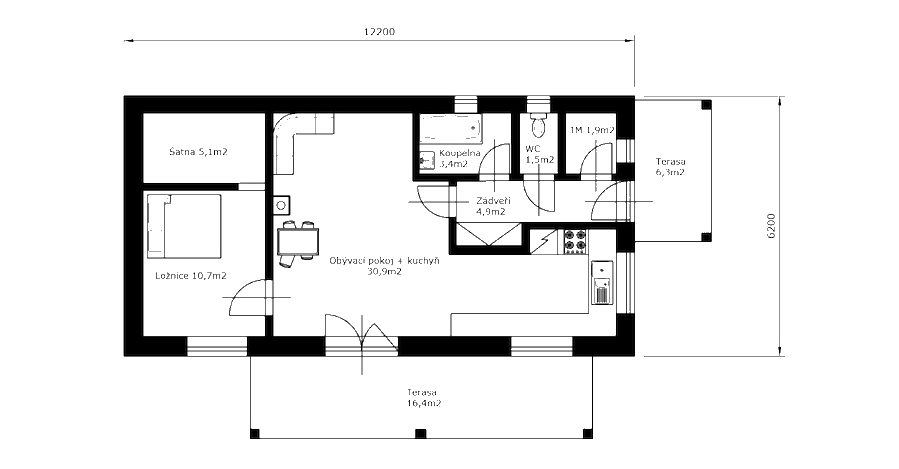 12200
TM 1,9m2
Koupelna
3,4m2
WC
1,5m2
Šatna 5,1m2
Terasa
6,3m2
Zádveří
4,9m2
6200
Obývací pokoj + kuchyň
30,9m2
Ložnice 10,7m2
Terasa
16,4m2